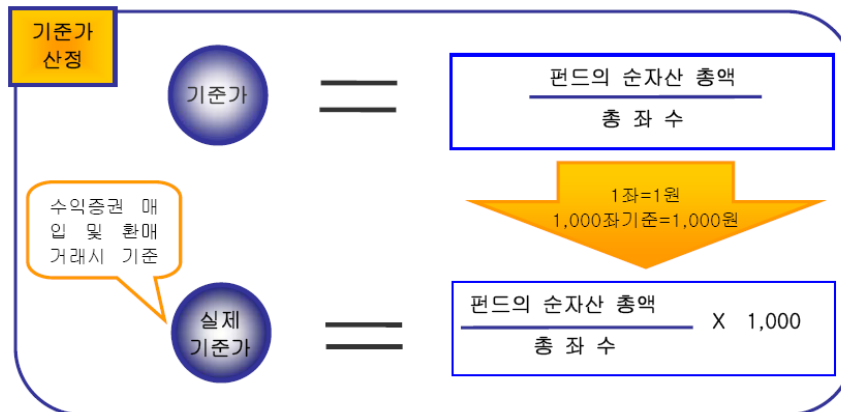 기준가
산정
기준가
펀드의 순자산 총액
총 좌 수
1좌=1원
1,000좌기준=1,000원
수익증권 매
입 및 환매
거래시 기준
실제
기준가
펀드의 순자산 총액
총 좌 수
X 1,000